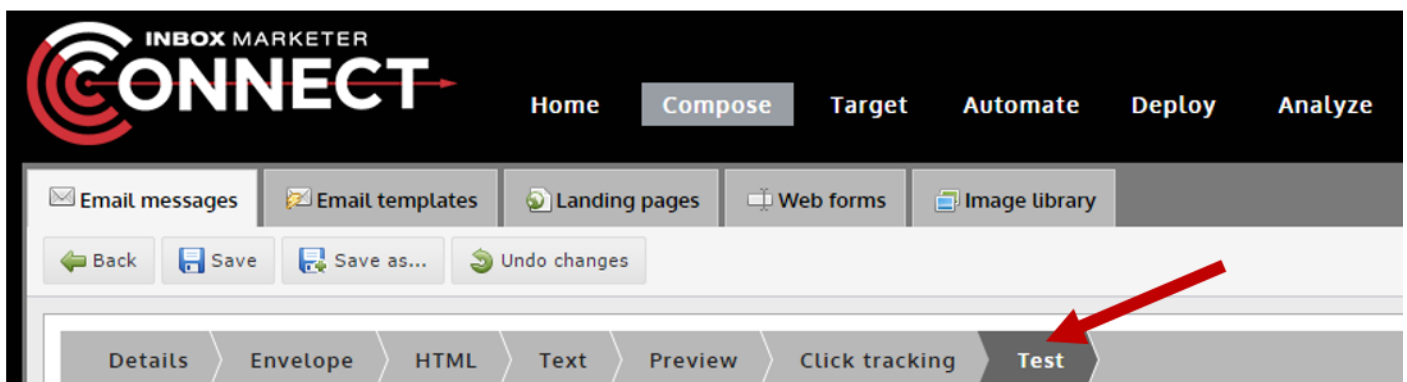 INBOX MARKETER
CONNECT
Home Compose Target Automate Deploy Analyze
Email messages Email templates Landing pages Web forms Image library
Back Save Save as... Undo changes
Details Envelope HTML Text Preview Click tracking Test